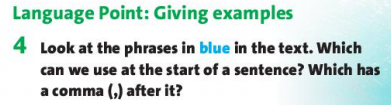 Language Point: Giving examples
4 Look at the phrases in blue in the text. Which
can we use at the start of a sentence? Which has
a comma (,) after it?